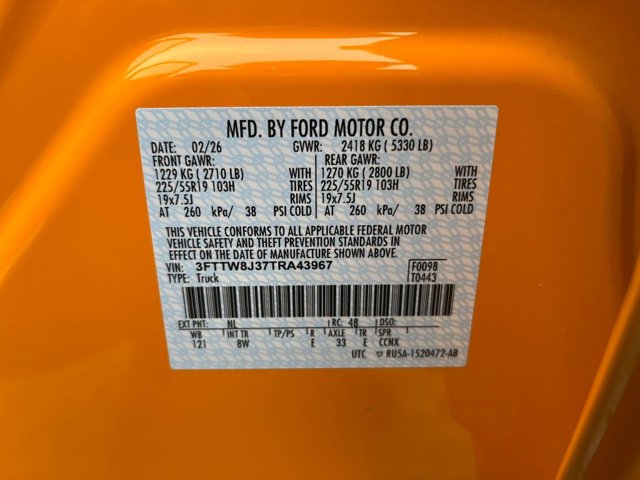 MFD. BY FORD MOTOR CO.
DATE: 02/26 GVWR: 2418 KG ( 5330 LB)
FRONT GAWR: REAR GAWR:
1229 KG ( 2710 LB) 1270 KG ( 2800 LB)
225/55R19 103H TIRES 225/55R19 103H TIRES
19x7.5J RIMS 19x7.5J RIMS
AT 260 kPa/ 38 PSI COLD AT 260 kPa/ 38 PSI COLD
THIS VEHICLE CONFORMS TO ALL APPLICABLE FEDERAL MOTOR
VEHICLE SAFETY AND THEFT PREVENTION STANDARDS IN
EFFECT ON THE DATE OF MANUFACTURE SHOWN ABOVE.
VIN: 3FTTW8J37TRA43967 F0098
TYPE: Truck T0443
EXT PNT: NL RC: 48 DSO:
WB INT TR TP/PS R AXLE TR SPR
121 8W E 33 E CCNX
UTC ▽ RU5A-1520472-AB